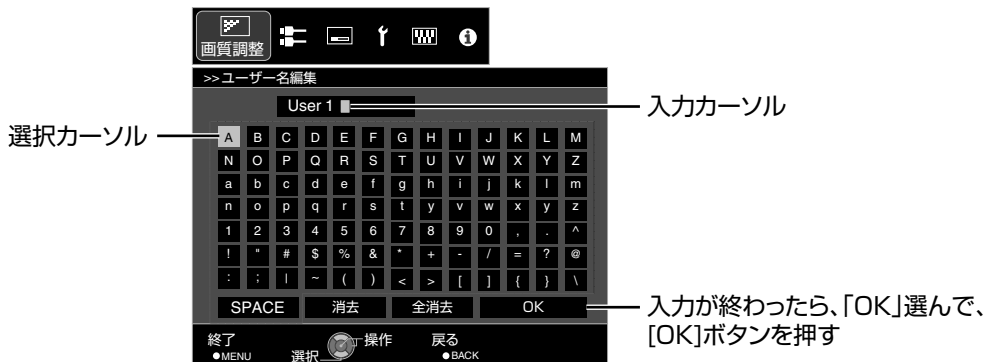 画質調整
>>ユーザー名編集
User 1
入力カーソル
選択カーソル
A B C D E F G H I J K L M
N O P Q R S T U V W X Y Z
a b c d e f g h i j k l m
n o p q r s t y v w x y z
1 2 3 4 5 6 7 8 9 0 , . ^
! " # $ % & * + - / = ? @
: ; | ~ ( ) < > [ ] { } \
SPACE 消去 全消去 OK
入力が終わったら、「OK」選んで、
[OK]ボタンを押す
終了 操作 戻る
●MENU 選択 ●BACK